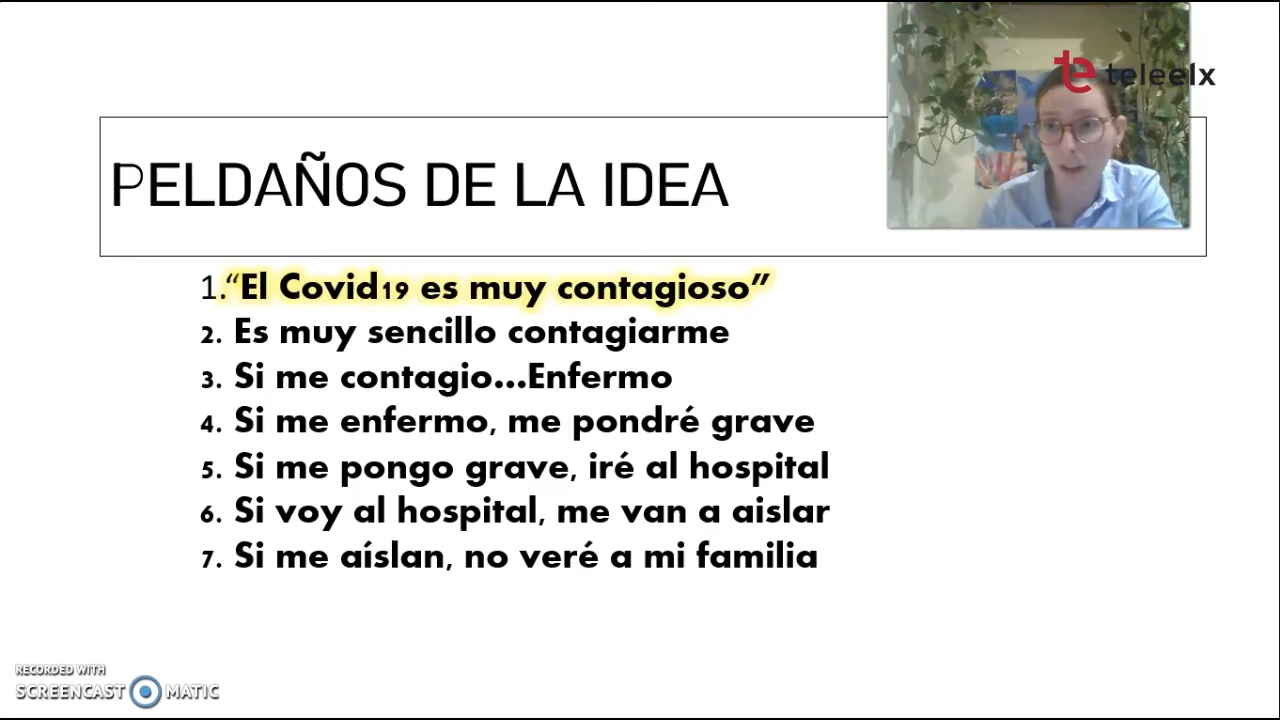 teleelx
PELDAÑOS DE LA IDEA
1.“El Covid19 es muy contagioso”
2. Es muy sencillo contagiarme
3. Si me contagio...Enfermo
4. Si me enfermo, me pondré grave
5. Si me pongo grave, iré al hospital
6. Si voy al hospital, me van a aislar
7. Si me aíslan, no veré a mi familia
RECORDED WITH
SCREENCAST MATIC